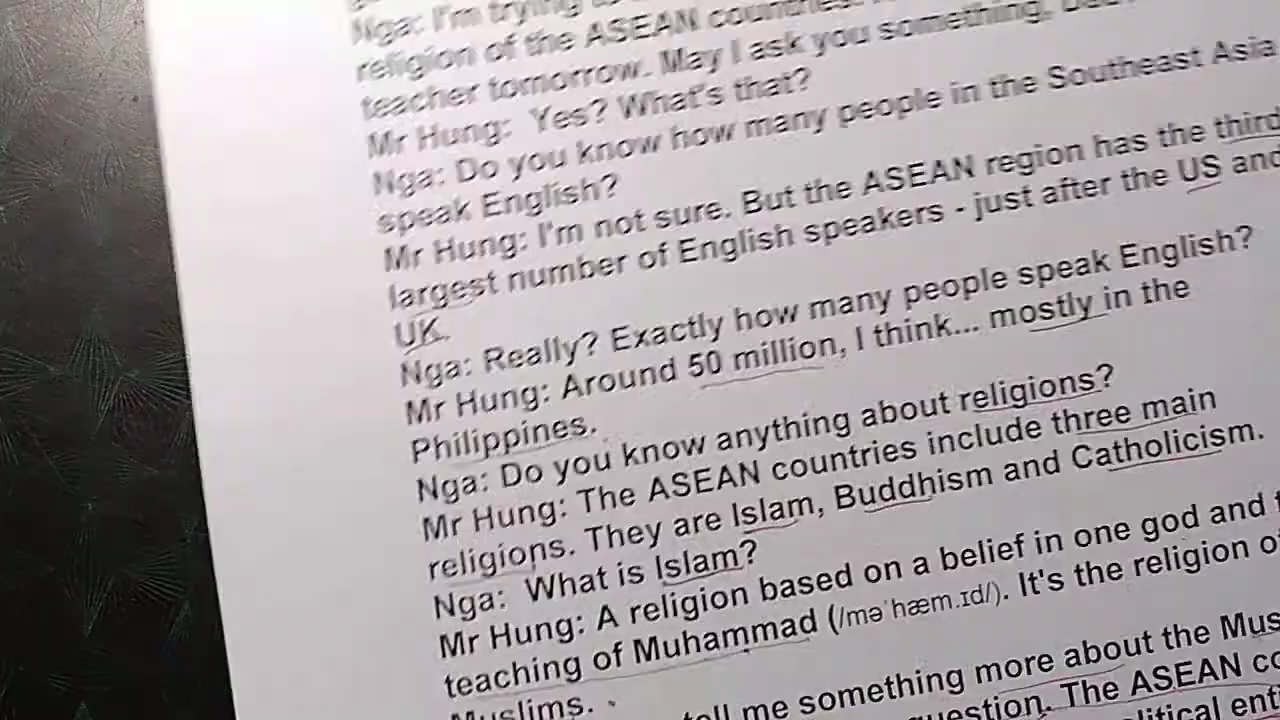 Nga: I'm trying
religion of the ASEAN countries.
teacher tomorrow. May I ask you something,
Mr Hung: Yes? What's that?
Nga: Do you know how many people in the Southeast Asia
speak English?
Mr Hung: I'm not sure. But the ASEAN region has the third
largest number of English speakers - just after the US and
UK.
Nga: Really? Exactly how many people speak English?
Mr Hung: Around 50 million, I think... mostly in the
Philippines.
Nga: Do you know anything about religions?
Mr Hung: The ASEAN countries include three main
religions. They are Islam, Buddhism and Catholicism.
Nga: What is Islam?
Mr Hung: A religion based on a belief in one god and
teaching of Muhammad (/məˈhæm.ɪd/). It's the religion of
Muslims.
tell me something more about the Mus
question. The ASEAN co
political enti